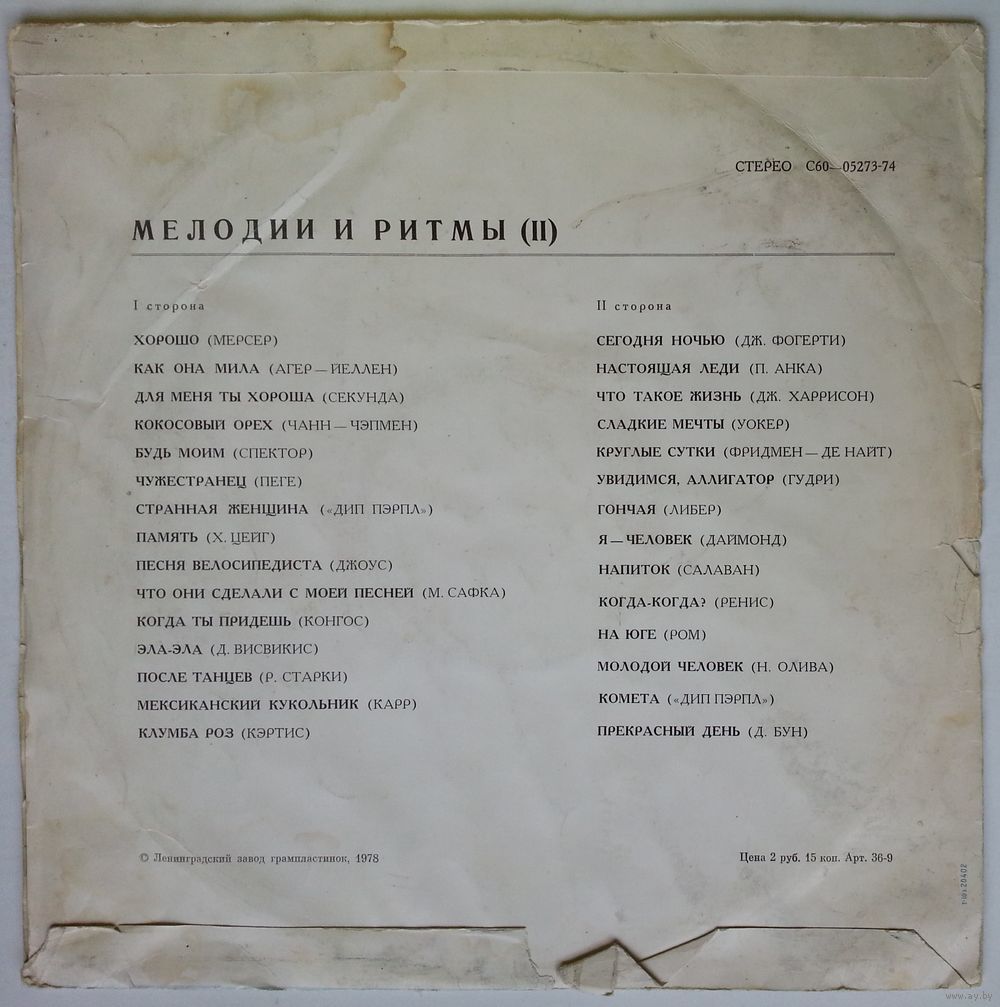 СТЕРЕО С60—05273-74
МЕЛОДИИ И РИТМЫ (II)
I сторона
ХОРОШО (МЕРСЕР)
КАК ОНА МИЛА (АГЕР — ЙЕЛЛЕН)
ДЛЯ МЕНЯ ТЫ ХОРОША (СЕКУНДА)
КОКОСОВЫЙ ОРЕХ (ЧАНН — ЧЭПМЕН)
БУДЬ МОИМ (СПЕКТОР)
ЧУЖЕСТРАНЕЦ (ПЕГЕ)
СТРАННАЯ ЖЕНЩИНА («ДИП ПЭРПЛ»)
ПАМЯТЬ (Х. ЦЕЙГ)
ПЕСНЯ ВЕЛОСИПЕДИСТА (ДЖОУС)
ЧТО ОНИ СДЕЛАЛИ С МОЕЙ ПЕСНЕЙ (М. САФКА)
КОГДА ТЫ ПРИДЕШЬ (КОНГОС)
ЭЛА-ЭЛА (Д. ВИСВИКИС)
ПОСЛЕ ТАНЦЕВ (Р. СТАРКИ)
МЕКСИКАНСКИЙ КУКОЛЬНИК (КАРР)
КЛУМБА РОЗ (КЭРТИС)
II сторона
СЕГОДНЯ НОЧЬЮ (ДЖ. ФОГЕРТИ)
НАСТОЯЩАЯ ЛЕДИ (П. АНКА)
ЧТО ТАКОЕ ЖИЗНЬ (ДЖ. ХАРРИСОН)
СЛАДКИЕ МЕЧТЫ (УОКЕР)
КРУГЛЫЕ СУТКИ (ФРИДМЕН — ДЕ НАЙТ)
УВИДИМСЯ, АЛЛИГАТОР (ГУДРИ)
ГОНЧАЯ (ЛИБЕР)
Я — ЧЕЛОВЕК (ДАЙМОНД)
НАПИТОК (САЛАВАН)
КОГДА-КОГДА? (РЕНИС)
НА ЮГЕ (РОМ)
МОЛОДОЙ ЧЕЛОВЕК (Н. ОЛИВА)
КОМЕТА («ДИП ПЭРПЛ»)
ПРЕКРАСНЫЙ ДЕНЬ (Д. БУН)
© Ленинградский завод грампластинок, 1978
Цена 2 руб. 15 коп. Арт. 36-9
20402
www.ay.by